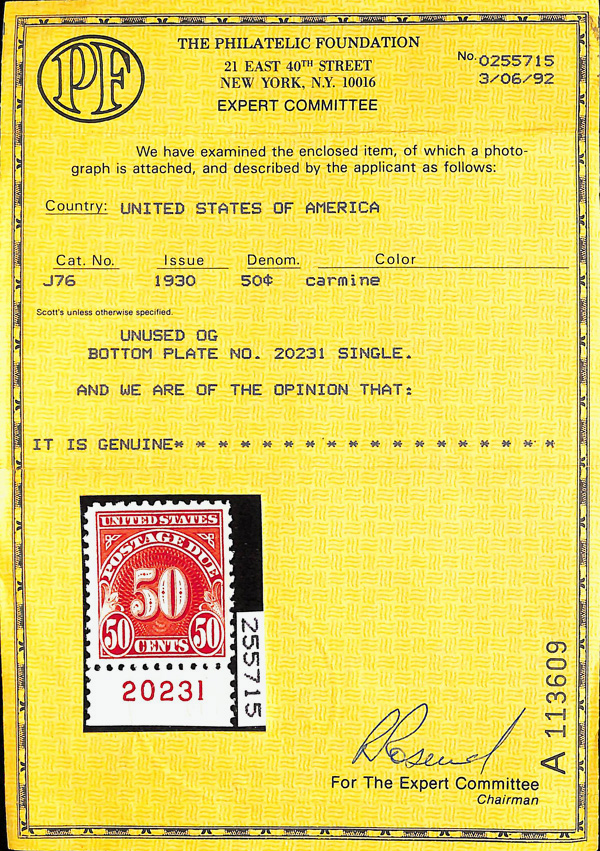 PF
THE PHILATELIC FOUNDATION
21 EAST 40TH STREET
NEW YORK, N.Y. 10016
EXPERT COMMITTEE
No. 0255715
3/06/92
We have examined the enclosed item, of which a photo-
graph is attached, and described by the applicant as follows:
Country: UNITED STATES OF AMERICA
Cat. No. Issue Denom. Color
J76 1930 50¢ carmine
Scott's unless otherwise specified.
UNUSED OG
BOTTOM PLATE NO. 20231 SINGLE.
AND WE ARE OF THE OPINION THAT:
IT IS GENUINE* * * * * * * * * * * * * * * * * *
UNITED STATES
POSTAGE DUE
50
50 CENTS 50
20231
255715
A 113609
For The Expert Committee
Chairman